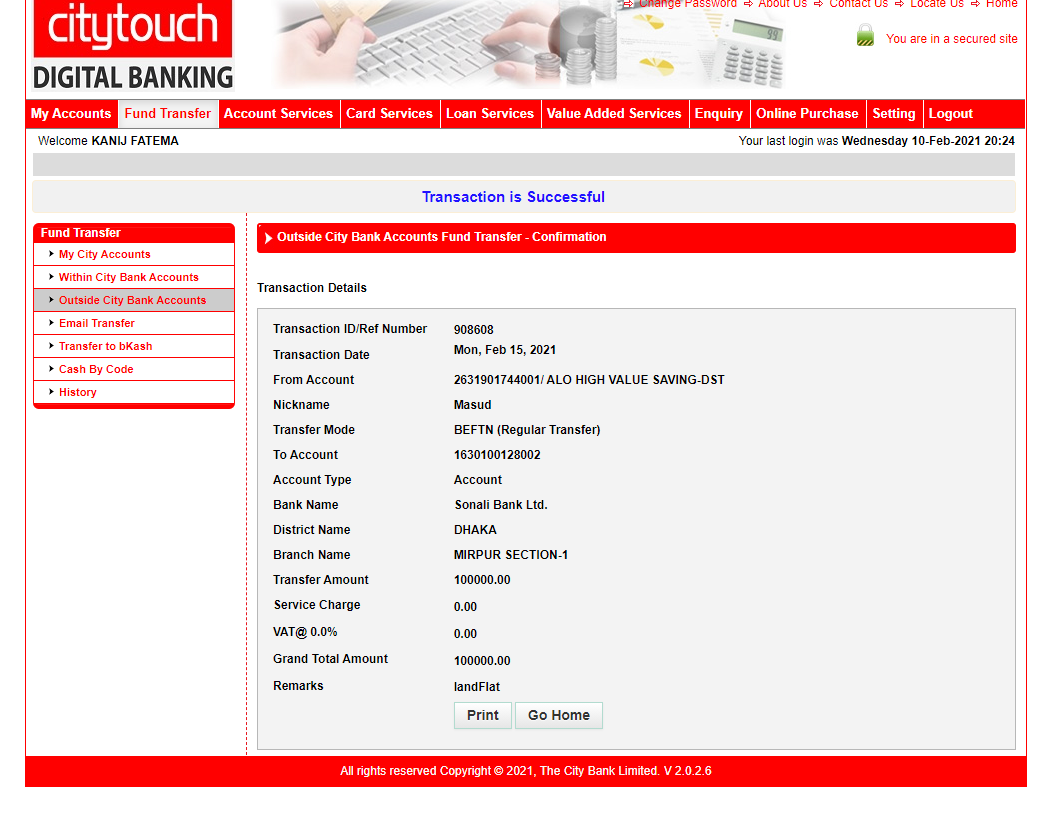 citytouch
DIGITAL BANKING
Change Password About Us Contact Us Locate Us Home
99
You are in a secured site
My Accounts Fund Transfer Account Services Card Services Loan Services Value Added Services Enquiry Online Purchase Setting Logout
Welcome KANIJ FATEMA
Your last login was Wednesday 10-Feb-2021 20:24
Transaction is Successful
Fund Transfer
My City Accounts
Within City Bank Accounts
Outside City Bank Accounts
Email Transfer
Transfer to bKash
Cash By Code
History
Outside City Bank Accounts Fund Transfer - Confirmation
Transaction Details
Transaction ID/Ref Number 908608
Transaction Date Mon, Feb 15, 2021
From Account 2631901744001/ ALO HIGH VALUE SAVING-DST
Nickname Masud
Transfer Mode BEFTN (Regular Transfer)
To Account 1630100128002
Account Type Account
Bank Name Sonali Bank Ltd.
District Name DHAKA
Branch Name MIRPUR SECTION-1
Transfer Amount 100000.00
Service Charge 0.00
VAT@ 0.0% 0.00
Grand Total Amount 100000.00
Remarks landFlat
Print Go Home
All rights reserved Copyright © 2021, The City Bank Limited. V 2.0.2.6